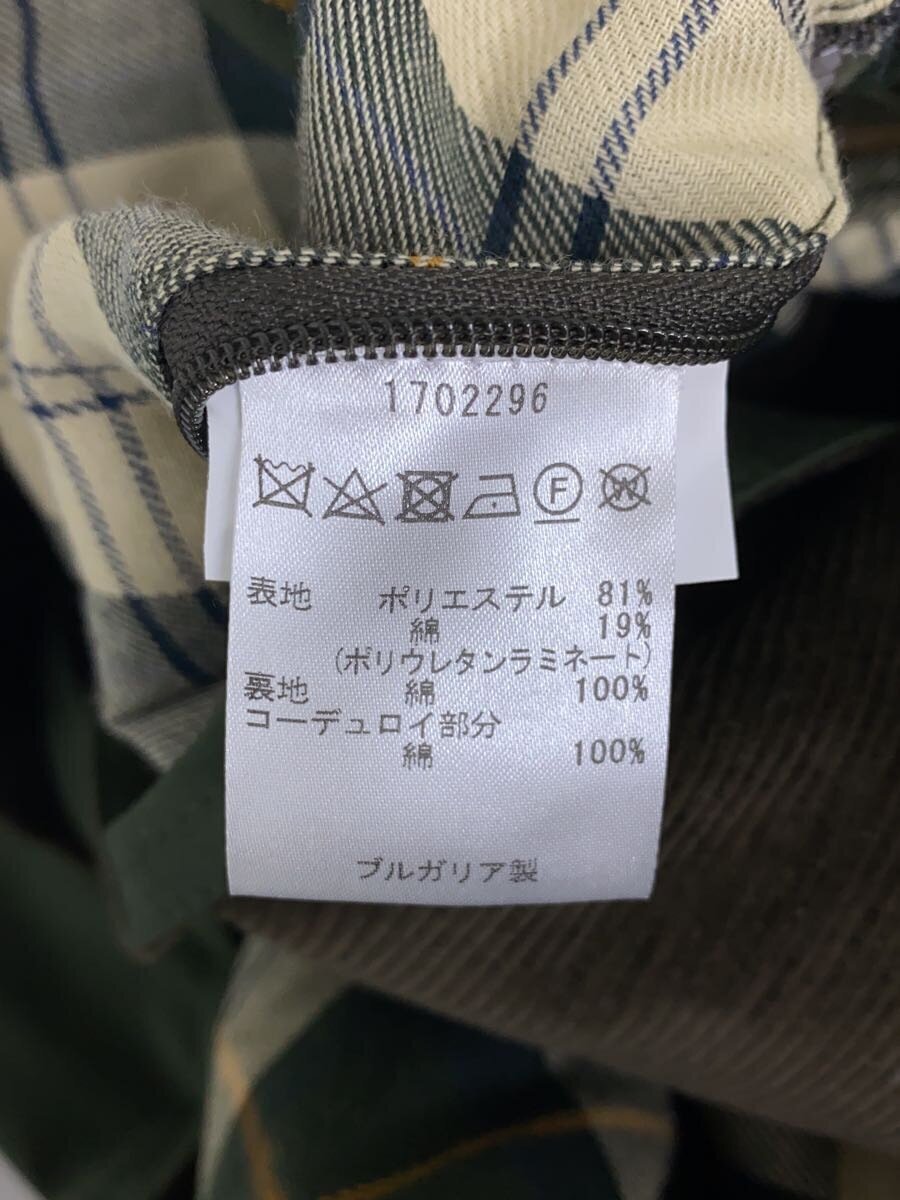 1702296
F W
表地 ポリエステル 81%
綿 19%
(ポリウレタンラミネート)
裏地 綿 100%
コーデュロイ部分
綿 100%
ブルガリア製